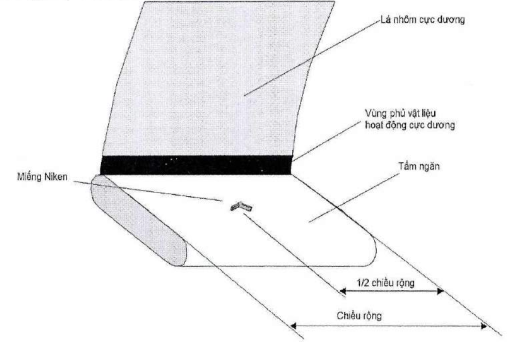 Lá nhôm cực dương
Vùng phủ vật liệu
hoạt động cực dương
Tấm ngăn
Miếng Niken
1/2 chiều rộng
Chiều rộng